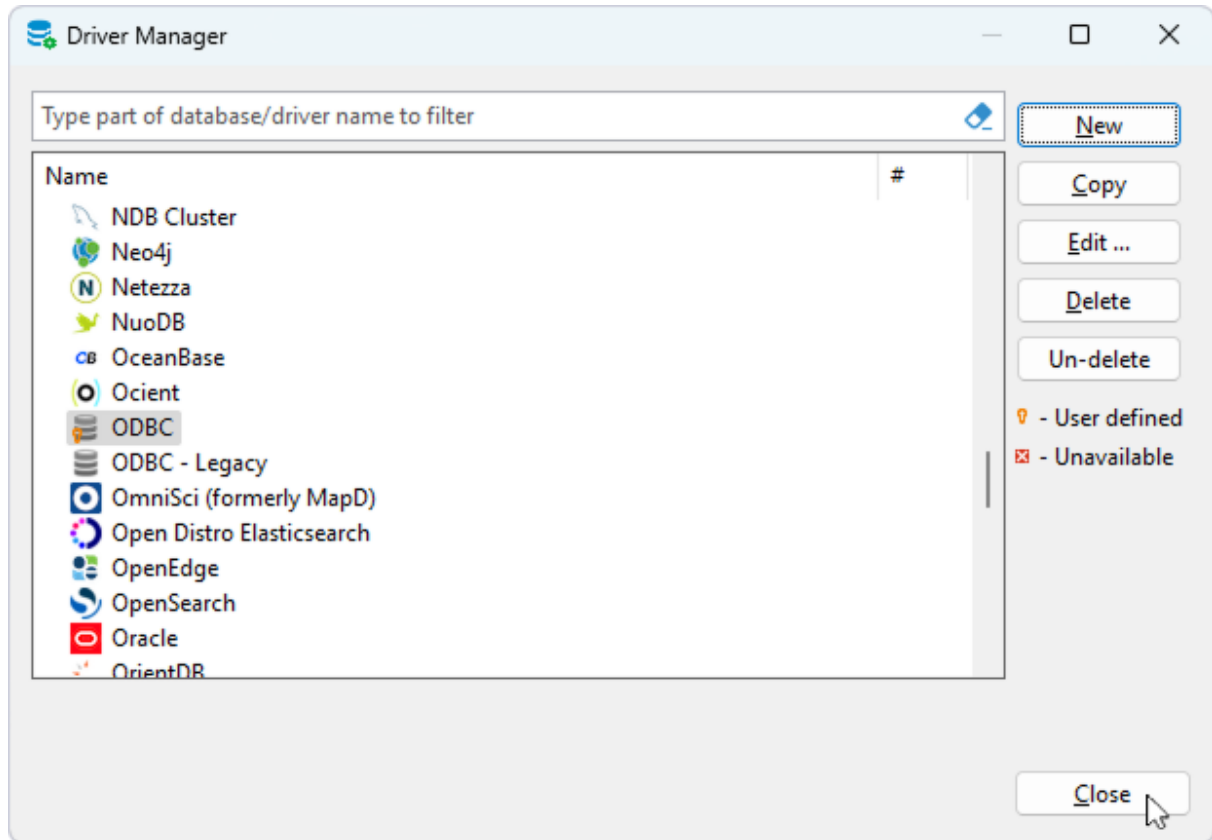 Driver Manager
Type part of database/driver name to filter
New
Name #
Copy
NDB Cluster
Neo4j
Edit ...
N Netezza
Delete
NuoDB
CB OceanBase
Un-delete
Ocient
ODBC
- User defined
ODBC - Legacy
- Unavailable
OmniSci (formerly MapD)
Open Distro Elasticsearch
OpenEdge
OpenSearch
Oracle
OrientDB
Close